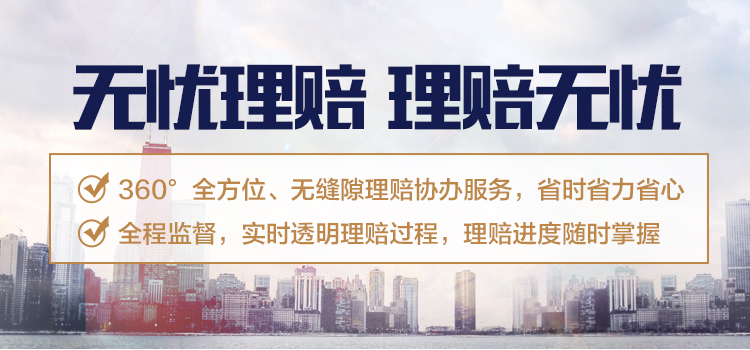 无忧理赔 理赔无忧
360°全方位、无缝隙理赔协办服务，省时省力省心
全程监督，实时透明理赔过程，理赔进度随时掌握